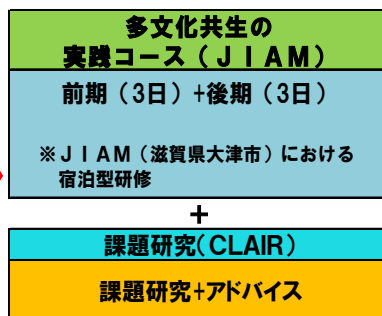 多文化共生の
実践コース（ＪＩＡＭ）
前期（3日）+後期（3日）
※ＪＩＡＭ（滋賀県大津市）における
宿泊型研修
+
課題研究（CLAIR）
課題研究+アドバイス